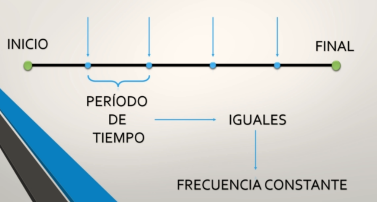 INICIO
FINAL
PERÍODO
DE
TIEMPO
IGUALES
FRECUENCIA CONSTANTE